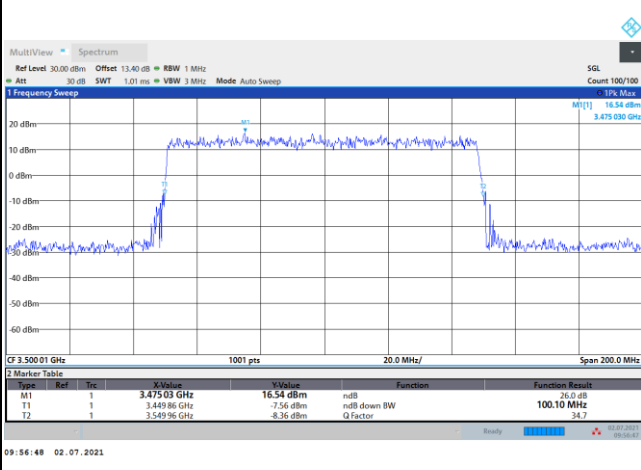 MultiView Spectrum
Ref Level 30.00 dBm Offset 13.40 dB RBW 1 MHz SGL
Att 30 dB SWT 1.01 ms VBW 3 MHz Mode Auto Sweep Count 100/100
1 Frequency Sweep 1Pk Max
M1[1] 16.54 dBm
3.475 030 GHz
M1
20 dBm
10 dBm
0 dBm
T1 T2
-10 dBm
-20 dBm
-30 dBm
-40 dBm
-50 dBm
-60 dBm
CF 3.500 01 GHz 1001 pts 20.0 MHz/ Span 200.0 MHz
2 Marker Table
Type Ref Trc X-Value Y-Value Function Function Result
M1 1 3.475 03 GHz 16.54 dBm ndB 26.0 dB
T1 1 3.449 86 GHz -7.56 dBm ndB down BW 100.10 MHz
T2 1 3.549 96 GHz -8.36 dBm Q Factor 34.7
Ready 02.07.2021
09:56:48 02.07.2021